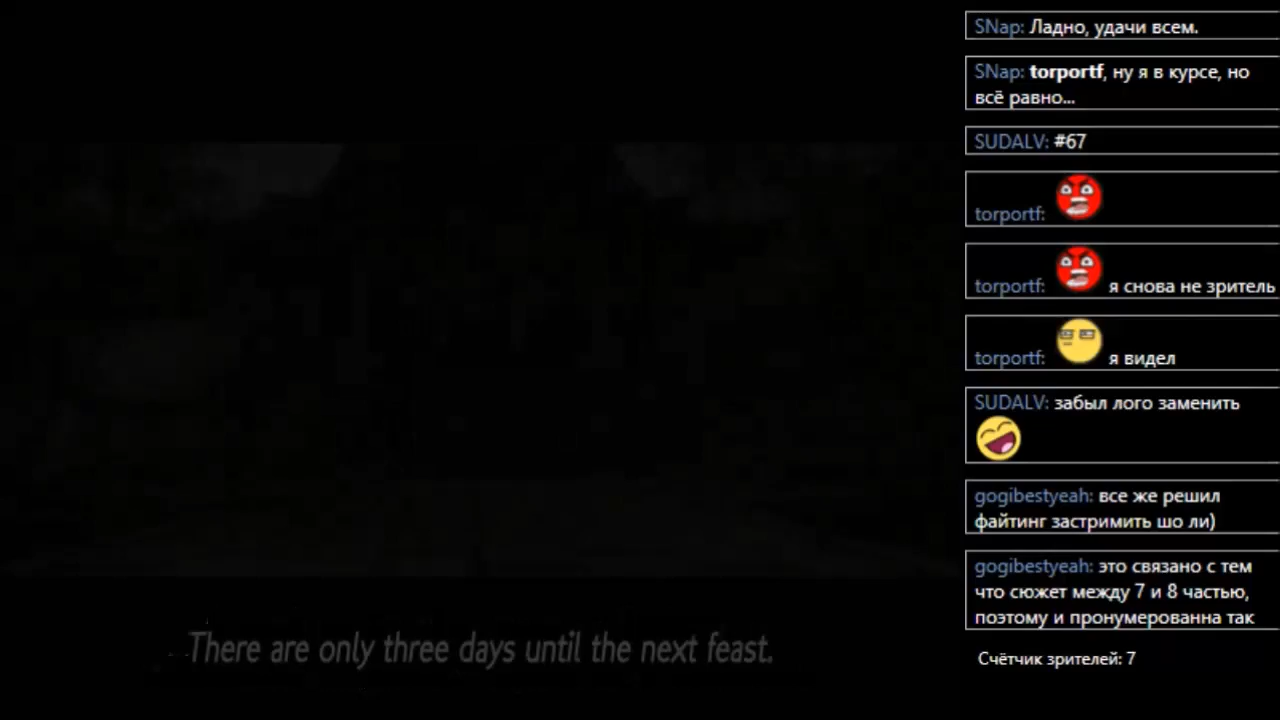 There are only three days until the next feast.
SNap: Ладно, удачи всем.
SNap: torportf, ну я в курсе, но
всё равно...
SUDALV: #67
torportf:
torportf: я снова не зритель
torportf: я видел
SUDALV: забыл лого заменить
gogibestyeah: все же решил
файтинг застримить шо ли)
gogibestyeah: это связано с тем
что сюжет между 7 и 8 частью,
поэтому и пронумерованна так
Счётчик зрителей: 7